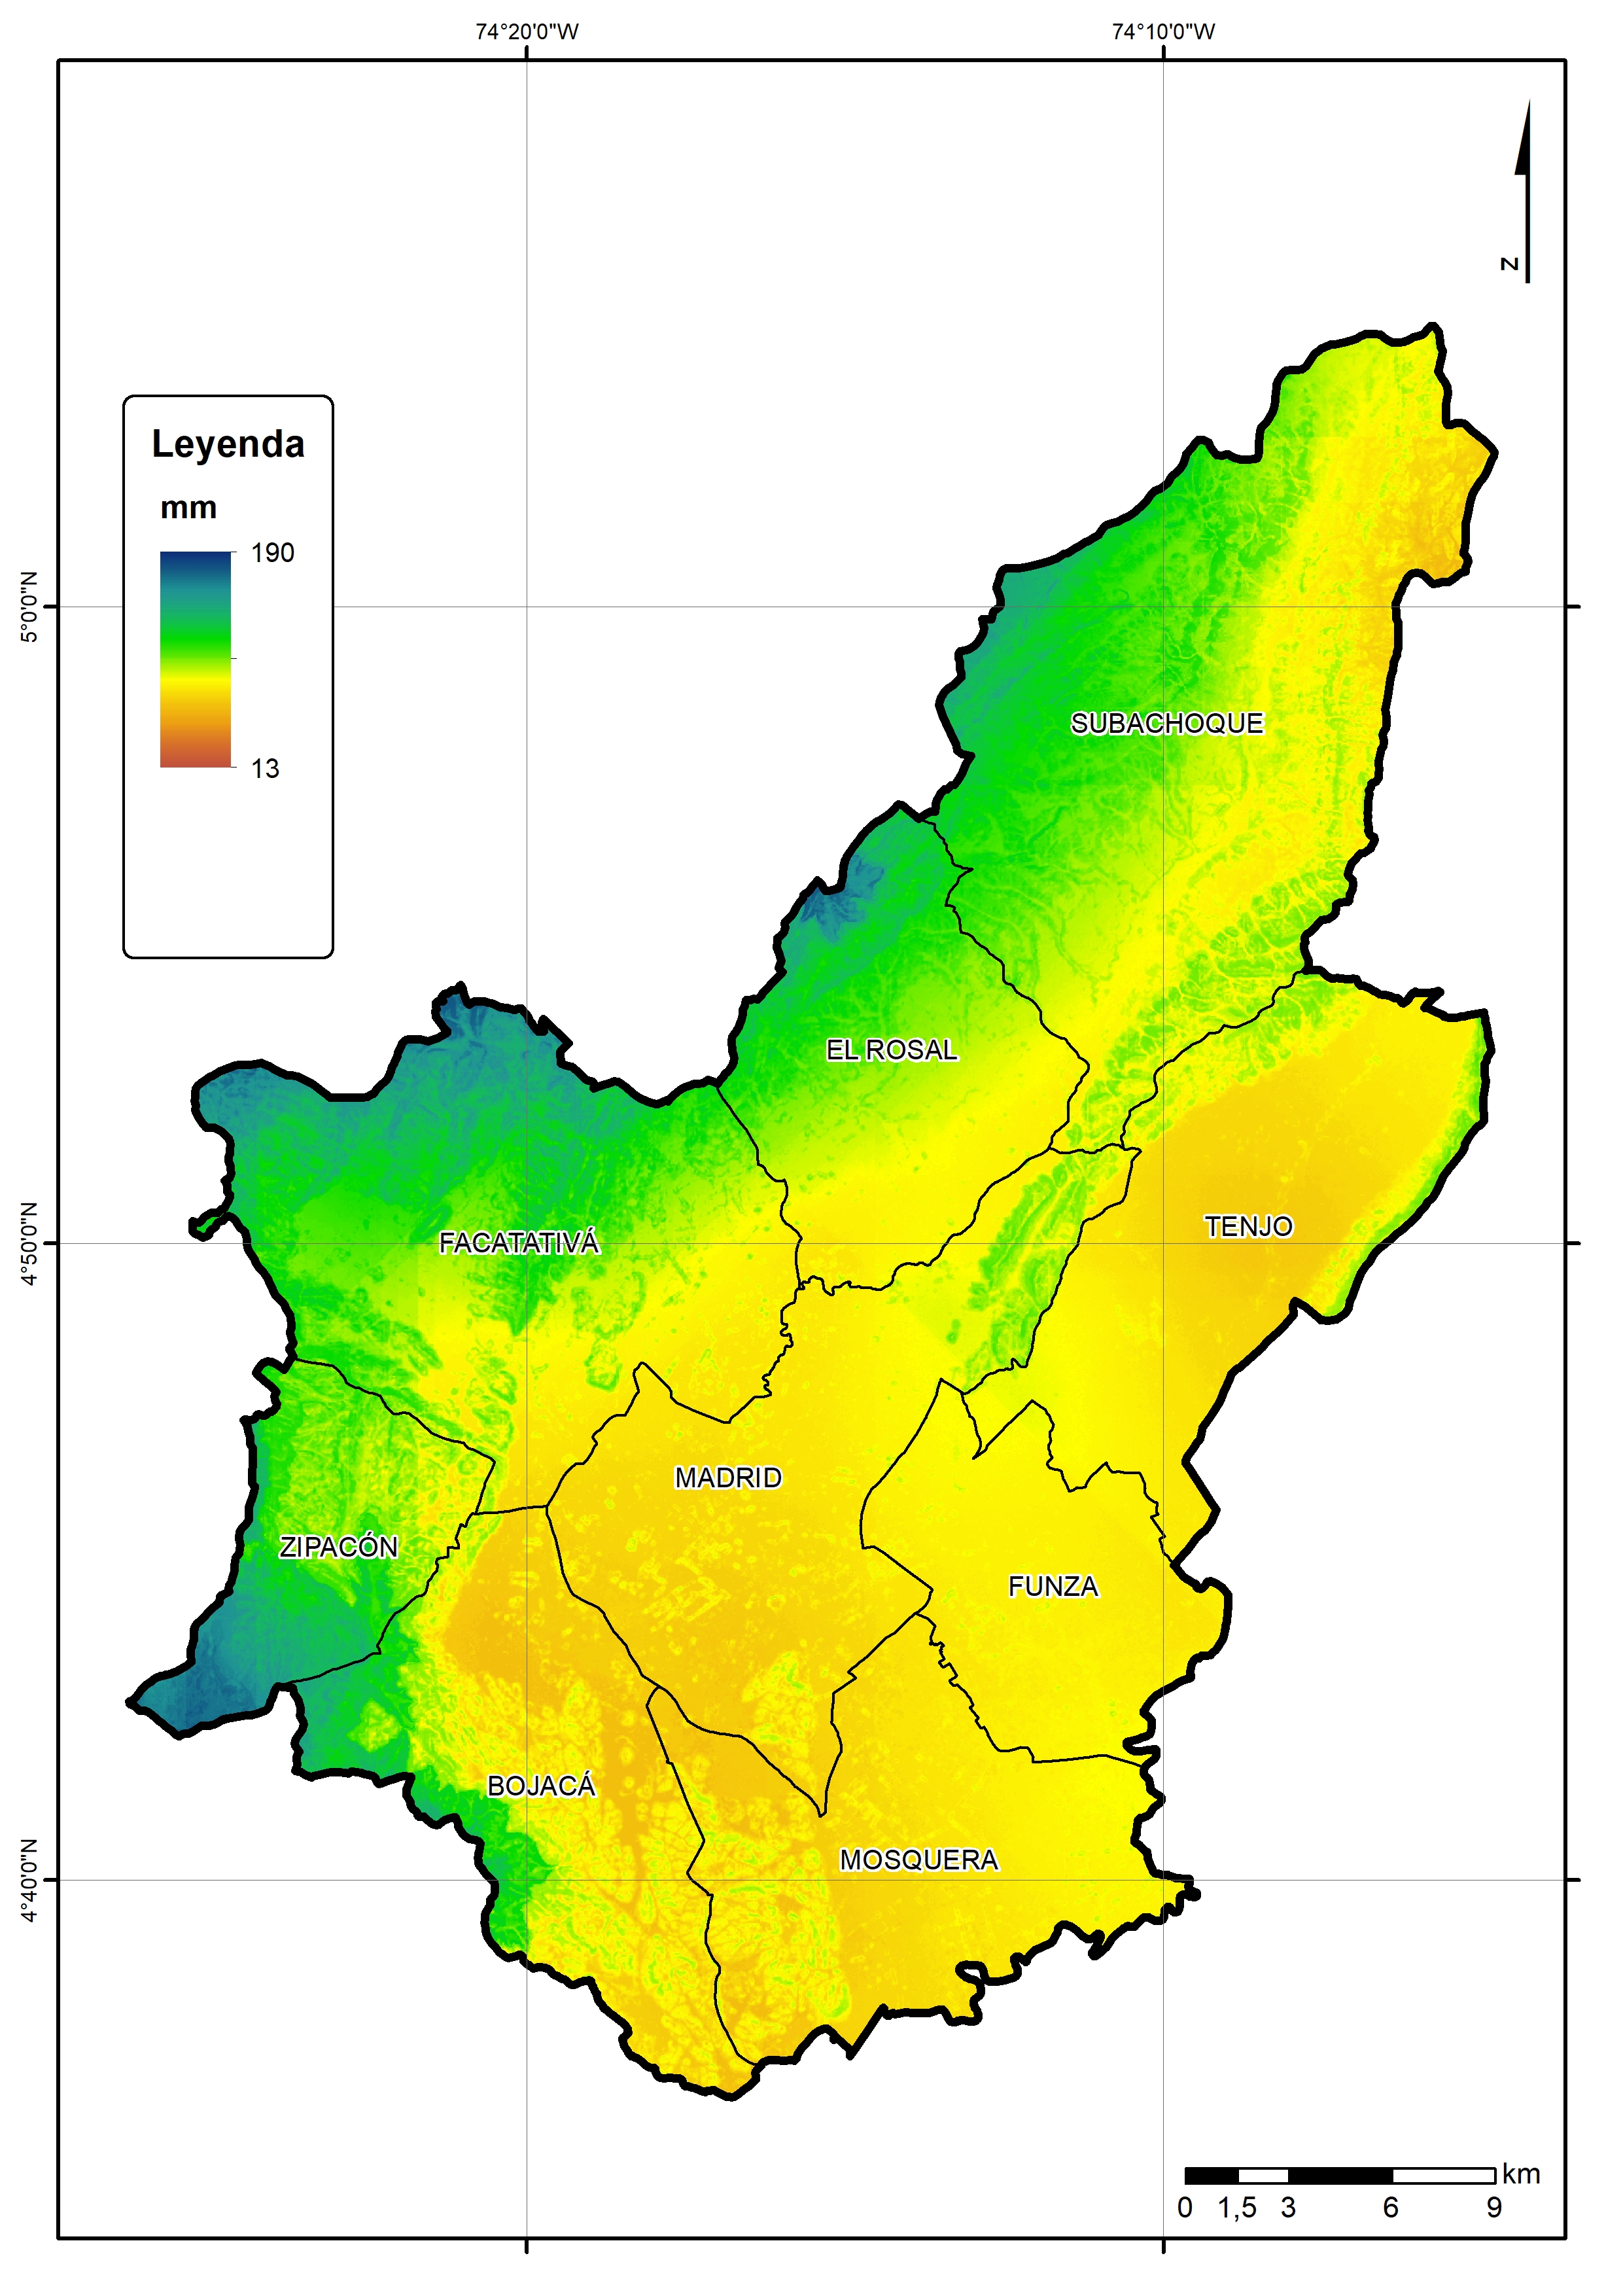 74°20'0"W
74°10'0"W
N
Leyenda
mm
190
13
5°0'0"N
4°50'0"N
4°40'0"N
SUBACHOQUE
EL ROSAL
TENJO
FACATATIVÁ
MADRID
ZIPACÓN
FUNZA
BOJACÁ
MOSQUERA
km
0 1,5 3 6 9